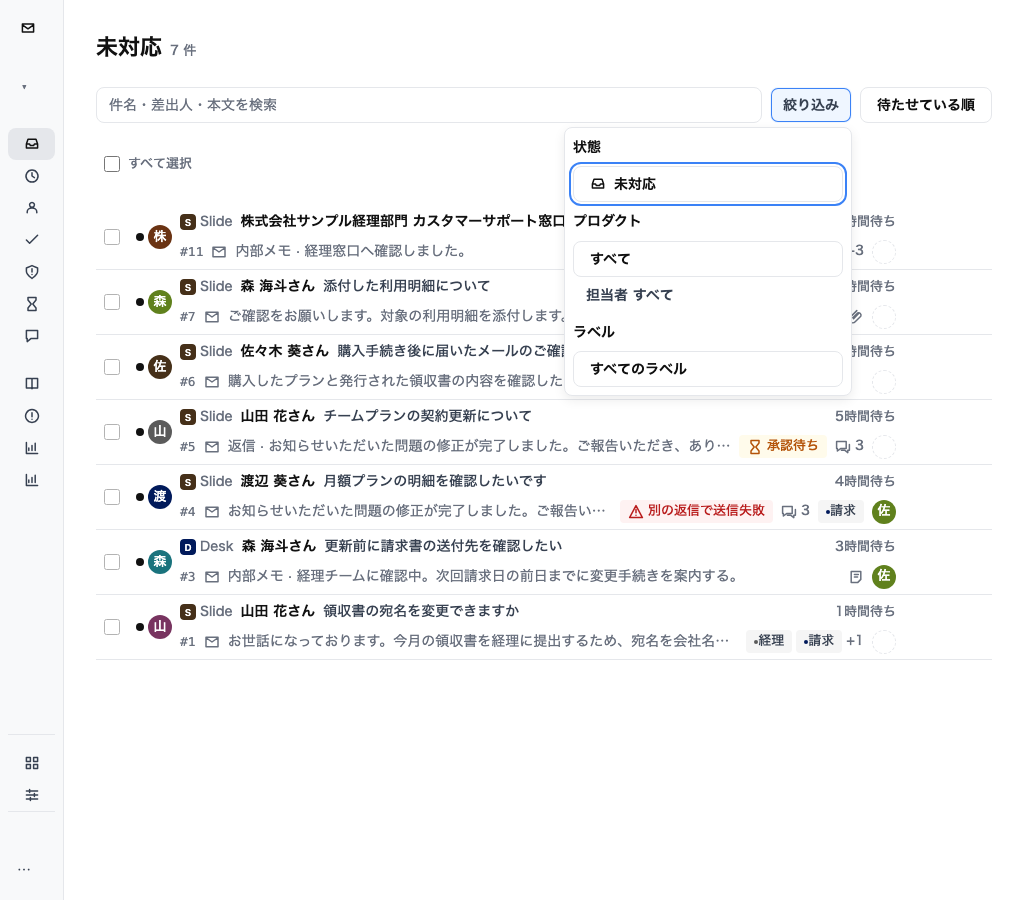 未対応 7 件
件名・差出人・本文を検索
絞り込み
待たせている順
すべて選択
状態
未対応
プロダクト
すべて
担当者 すべて
ラベル
すべてのラベル
株 S Slide 株式会社サンプル経理部門 カスタマーサポート窓口 時間待ち
#11 内部メモ · 経理窓口へ確認しました。 3
森 S Slide 森 海斗さん 添付した利用明細について 時間待ち
#7 ご確認をお願いします。対象の利用明細を添付します。
佐 S Slide 佐々木 葵さん 購入手続き後に届いたメールのご確認 時間待ち
#6 購入したプランと発行された領収書の内容を確認した
山 S Slide 山田 花さん チームプランの契約更新について 5時間待ち
#5 返信 · お知らせいただいた問題の修正が完了しました。ご報告いただき、あり… 承認待ち 3
渡 S Slide 渡辺 葵さん 月額プランの明細を確認したいです 4時間待ち
#4 お知らせいただいた問題の修正が完了しました。ご報告い… 別の返信で送信失敗 3 •請求 佐
森 D Desk 森 海斗さん 更新前に請求書の送付先を確認したい 3時間待ち
#3 内部メモ · 経理チームに確認中。次回請求日の前日までに変更手続きを案内する。 佐
山 S Slide 山田 花さん 領収書の宛名を変更できますか 1時間待ち
#1 お世話になっております。今月の領収書を経理に提出するため、宛名を会社名… •経理 •請求 +1